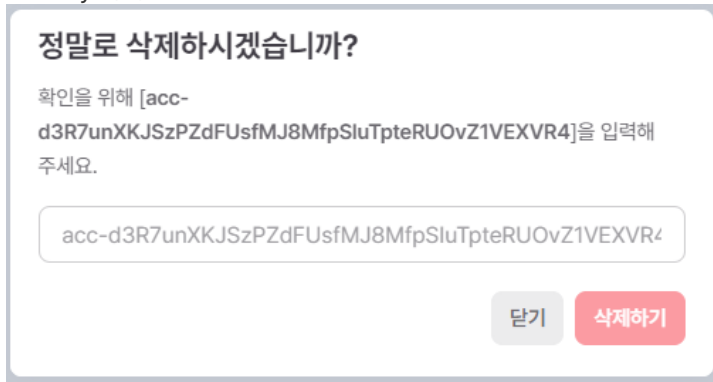 정말로 삭제하시겠습니까?
확인을 위해 [acc-
d3R7unXKJSzPZdFUsfMJ8MfpSluTpteRUOvZ1VEXVR4]을 입력해
주세요.
acc-d3R7unXKJSzPZdFUsfMJ8MfpSluTpteRUOvZ1VEXVR4
닫기
삭제하기